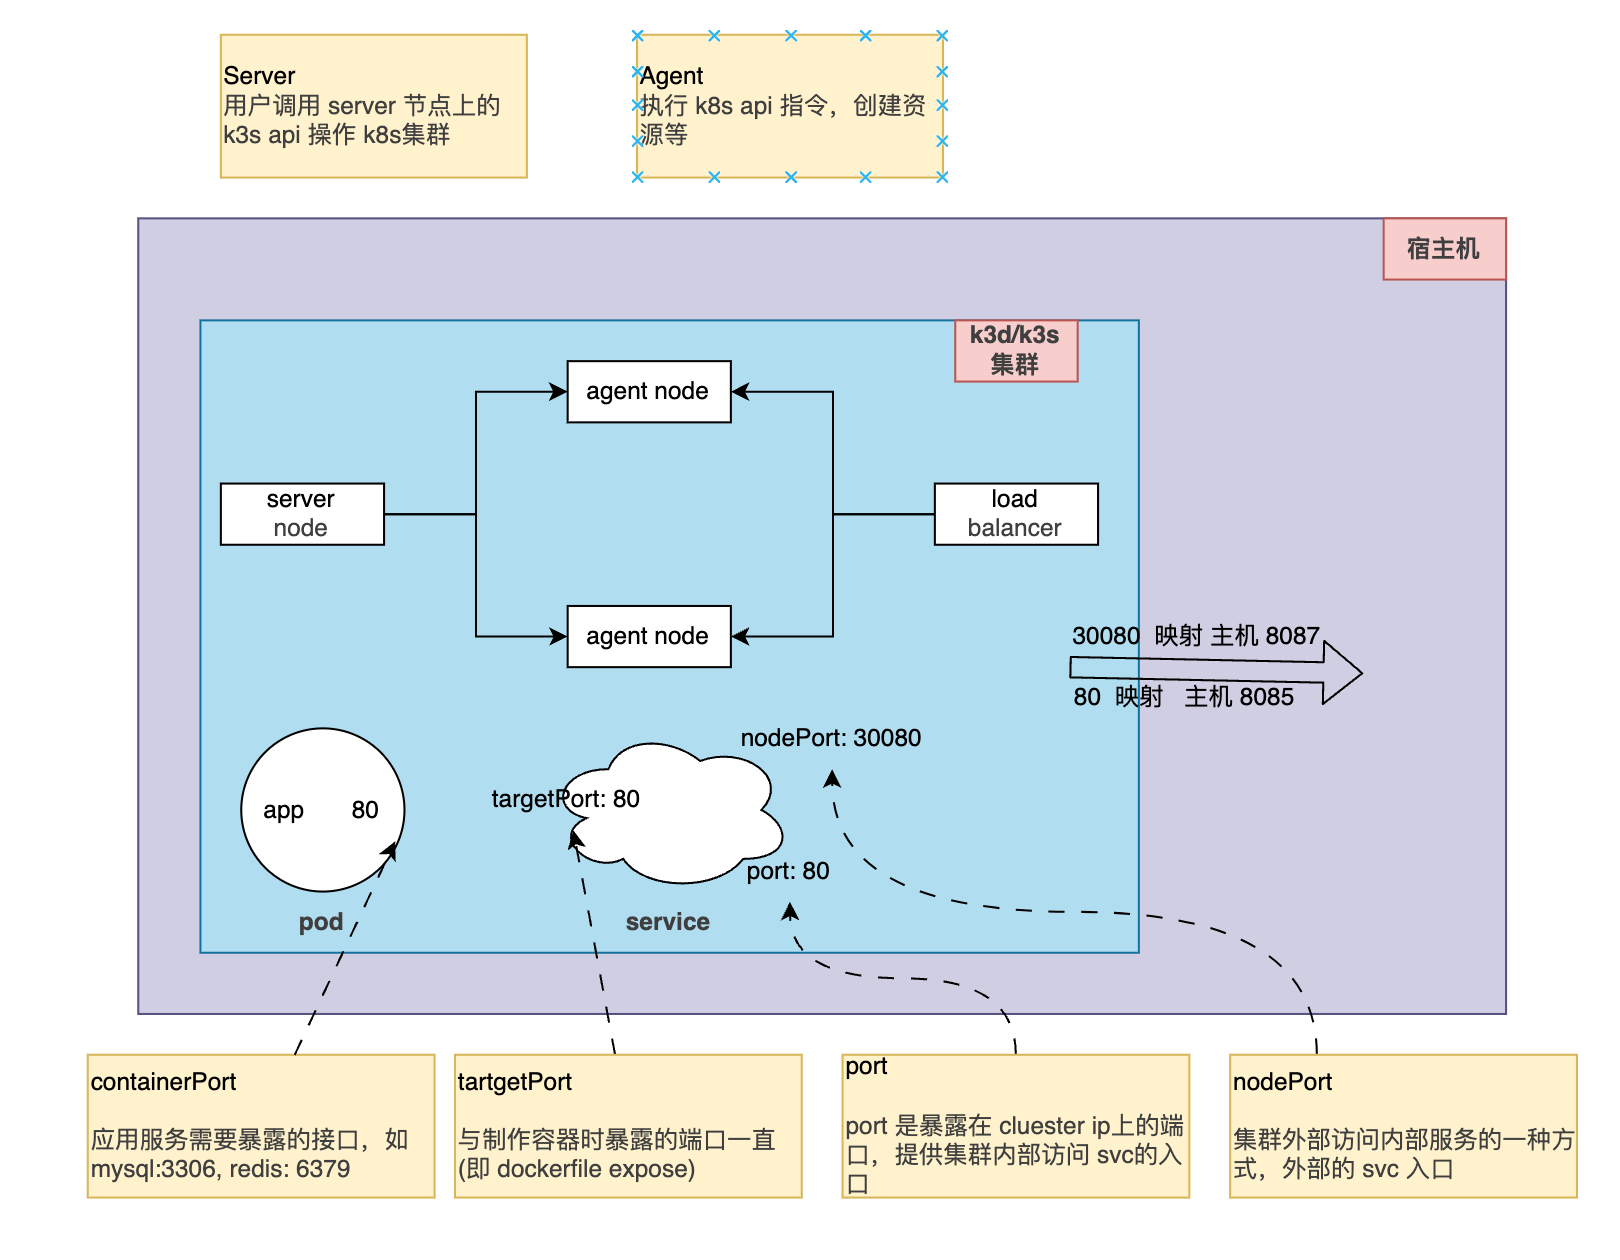 Server
用户调用 server 节点上的
k3s api 操作 k8s集群
Agent
执行 k8s api 指令，创建资
源等
宿主机
k3d/k3s
集群
agent node
server
node
load
balancer
agent node
30080 映射 主机 8087
80 映射 主机 8085
nodePort: 30080
targetPort: 80
app 80
port: 80
pod
service
containerPort
应用服务需要暴露的接口，如
mysql:3306, redis: 6379
tartgetPort
与制作容器时暴露的端口一直
(即 dockerfile expose)
port
port 是暴露在 cluester ip上的端
口，提供集群内部访问 svc的入
口
nodePort
集群外部访问内部服务的一种方
式，外部的 svc 入口